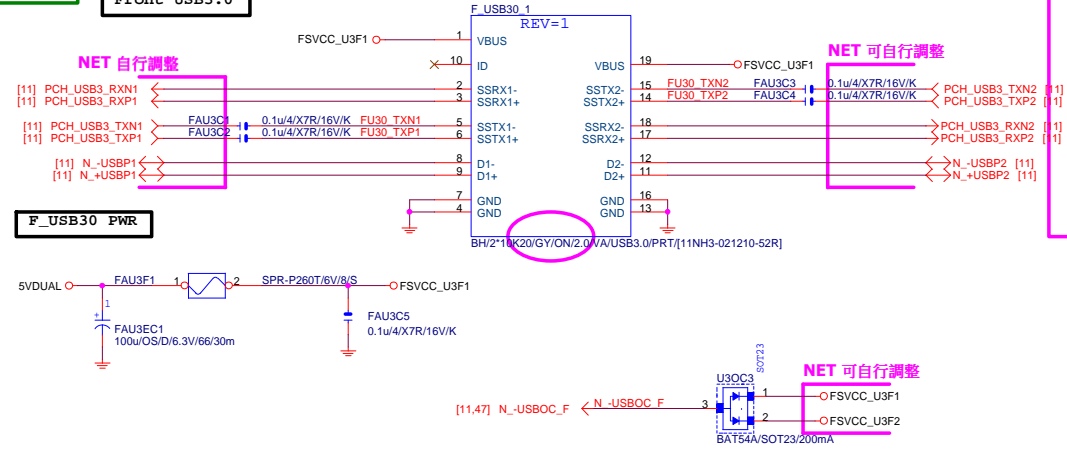 Front USB3.0
F_USB30_1
REV=1
FSVCC_U3F1
1
VBUS
10
ID
VBUS
19
FSVCC_U3F1
NET 自行調整
NET 可自行調整
[11] PCH_USB3_RXN1
2
SSRX1-
[11] PCH_USB3_RXP1
3
SSRX1+
SSTX2-
15
FU30_TXN2
FAU3C3
0.1u/4/X7R/16V/K
PCH_USB3_TXN2 [11]
SSTX2+
14
FU30_TXP2
FAU3C4
0.1u/4/X7R/16V/K
PCH_USB3_TXP2 [11]
[11] PCH_USB3_TXN1
FAU3C1
0.1u/4/X7R/16V/K
FU30_TXN1
5
SSTX1-
[11] PCH_USB3_TXP1
FAU3C2
0.1u/4/X7R/16V/K
FU30_TXP1
6
SSTX1+
SSRX2-
18
PCH_USB3_RXN2 [11]
SSRX2+
17
PCH_USB3_RXP2 [11]
[11] N_-USBP1
8
D1-
[11] N_+USBP1
9
D1+
D2-
12
N_-USBP2 [11]
D2+
11
N_+USBP2 [11]
7
GND
4
GND
GND
16
GND
13
BH/2*10K20/GY/ON/2.0/VA/USB3.0/PRT/[11NH3-021210-52R]
F_USB30 PWR
5VDUAL
FAU3F1
1
2
SPR-P260T/6V/8/S
FSVCC_U3F1
1
+
FAU3EC1
100u/OS/D/6.3V/66/30m
FAU3C5
0.1u/4/X7R/16V/K
SOT23
U3OC3
NET 可自行調整
[11,47] N_-USBOC_F
N_-USBOC_F
3
1
FSVCC_U3F1
2
FSVCC_U3F2
BAT54A/SOT23/200mA